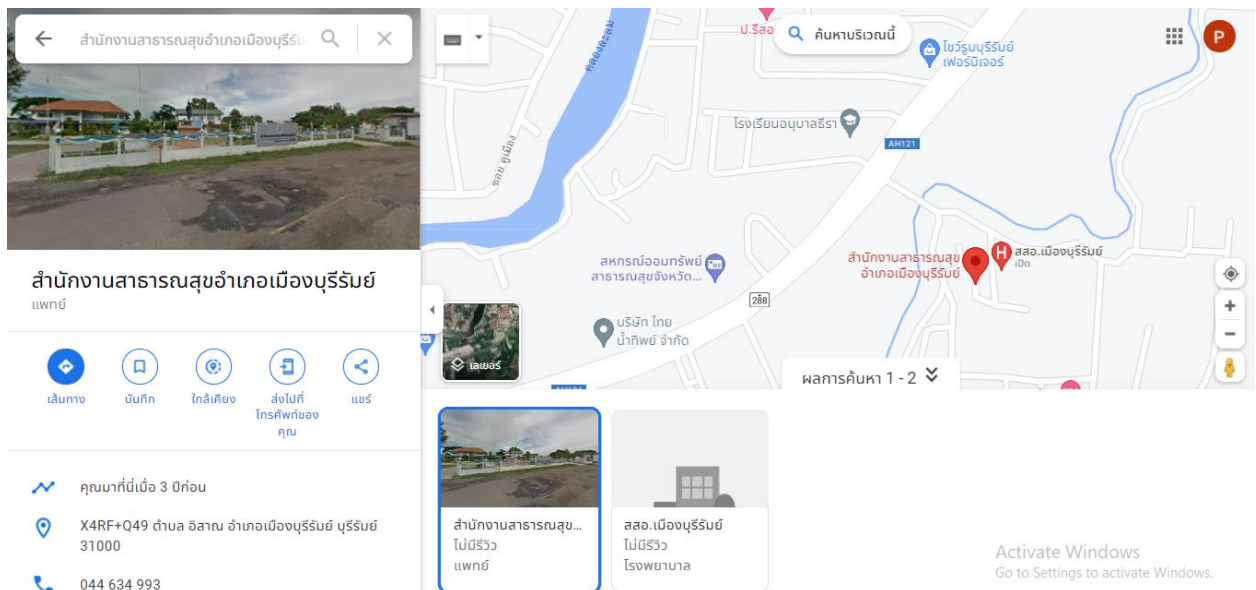 สำนักงานสาธารณสุขอำเภอเมืองบุรีรัม
สำนักงานสาธารณสุขอำเภอเมืองบุรีรัมย์
แพทย์
เส้นทาง
บันทึก
ใกล้เคียง
ส่งไปที่
โทรศัพท์ของ
คุณ
แชร์
คุณมาที่นี่เมื่อ 3 ปีก่อน
X4RF+Q49 ตำบล อิสาณ อำเภอเมืองบุรีรัมย์ บุรีรัมย์
31000
044 634 993
คลองละลม
ซอย คูเมือง
ป.รีสอ
ค้นหาบริเวณนี้
โชว์รูมบุรีรัมย์
เฟอร์นิเจอร์
P
โรงเรียนอนุบาลธีรา
AH121
สหกรณ์ออมทรัพย์
สาธารณสุขจังหวัด...
สำนักงานสาธารณสุข
อำเภอเมืองบุรีรัมย์
H
สสอ.เมืองบุรีรัมย์
เปิด
288
บริษัท ไทย
น้ำทิพย์ จำกัด
เลเยอร์
ผลการค้นหา 1 - 2
สำนักงานสาธารณสุข...
ไม่มีรีวิว
แพทย์
สสอ.เมืองบุรีรัมย์
ไม่มีรีวิว
โรงพยาบาล
Activate Windows
Go to Settings to activate Windows.